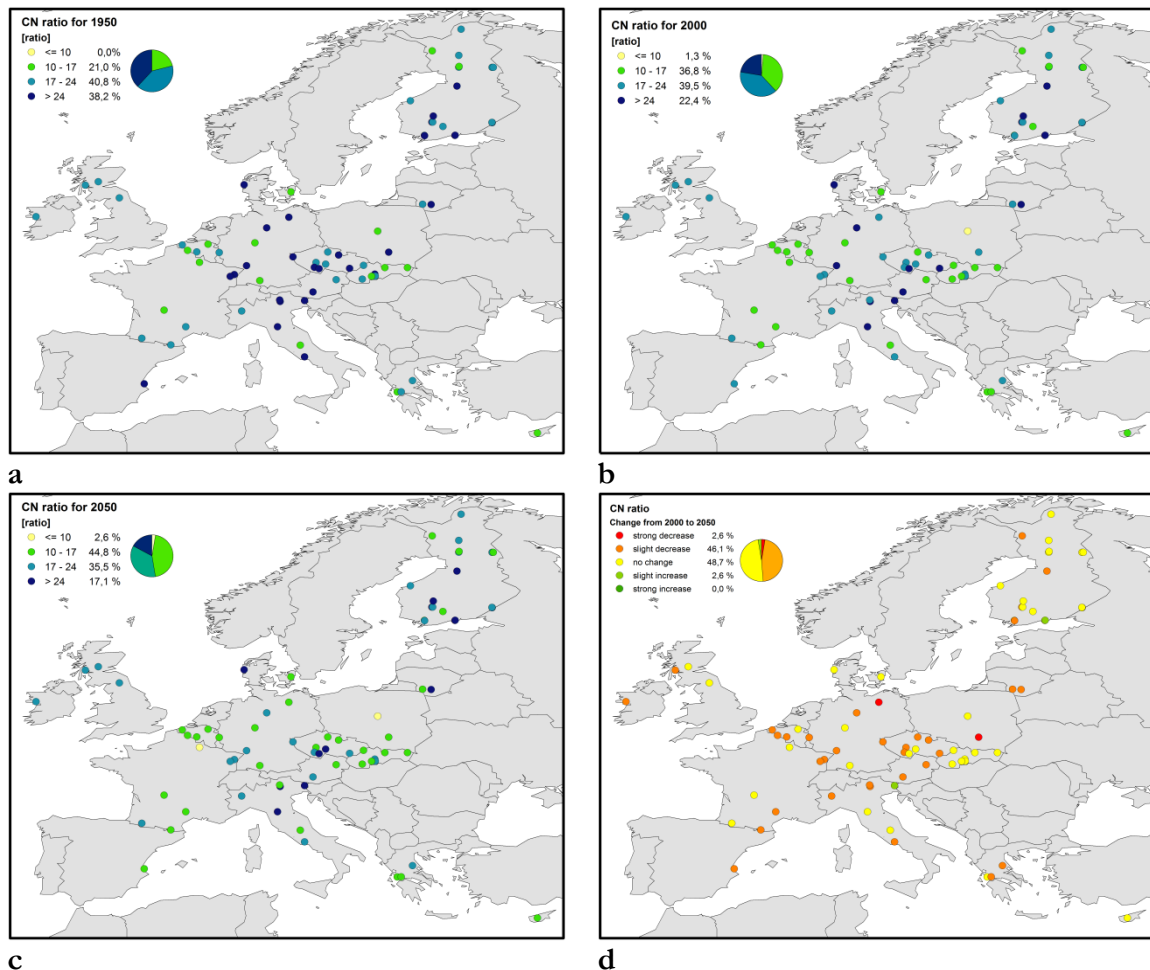 CN ratio for 1950
[ratio]
<= 10 0,0%
10 - 17 21,0 %
17 - 24 40,8 %
> 24 38,2 %
CN ratio for 2000
[ratio]
<= 10 1,3 %
10 - 17 36,8 %
17 - 24 39,5 %
> 24 22,4 %
a
b
CN ratio for 2050
[ratio]
<= 10 2,6 %
10 - 17 44,8 %
17 - 24 35,5 %
> 24 17,1 %
CN ratio
Change from 2000 to 2050
strong decrease 2,6 %
slight decrease 46,1 %
no change 48,7 %
slight increase 2,6 %
strong increase 0,0 %
c
d